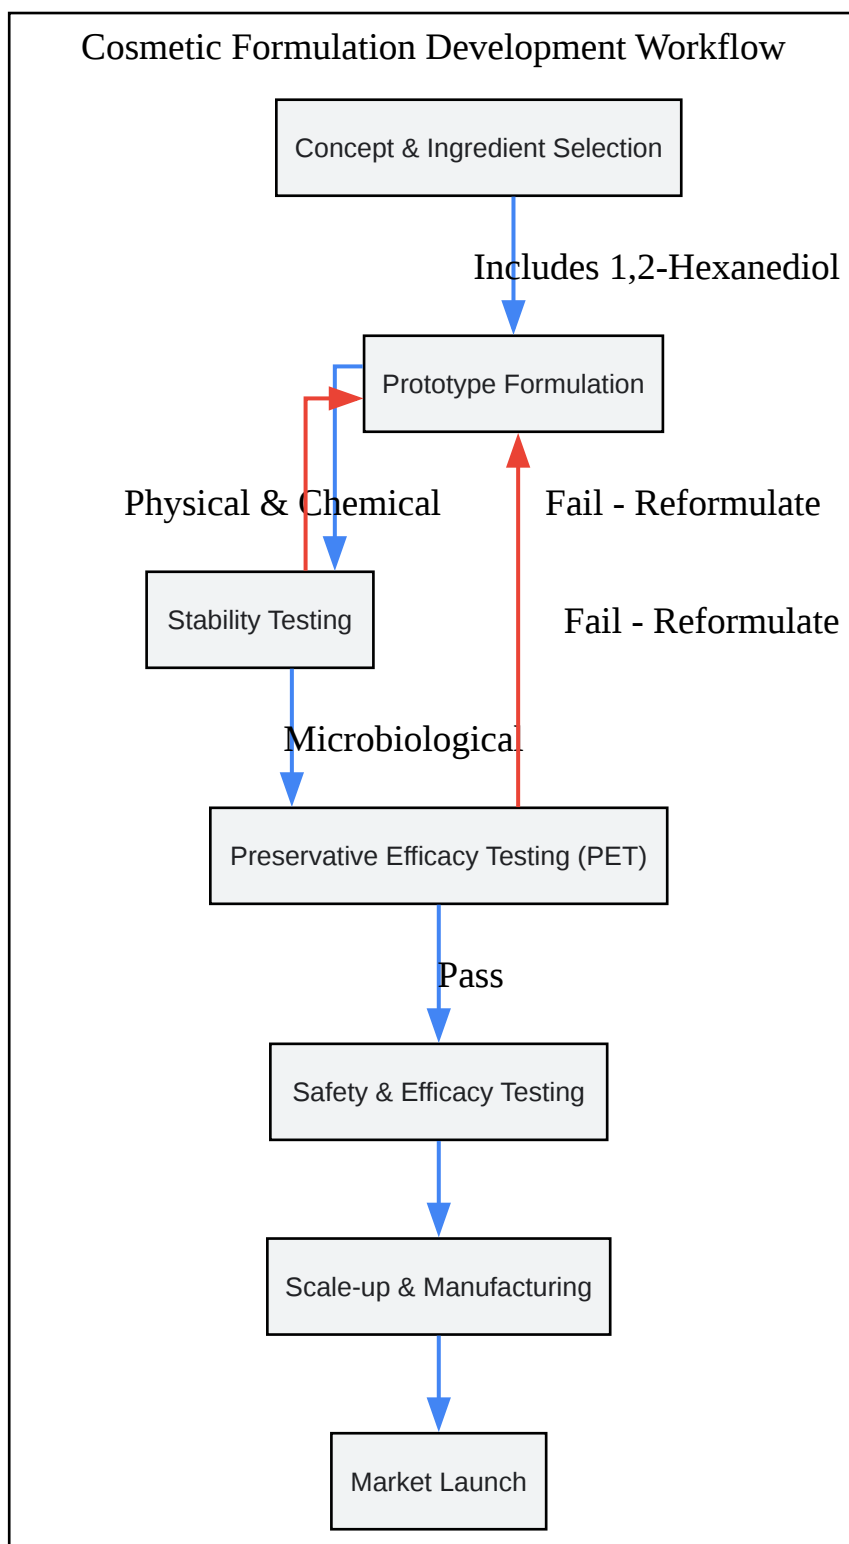 Cosmetic Formulation Development Workflow
Concept & Ingredient Selection
Includes 1,2-Hexanediol
Prototype Formulation
Physical & Chemical
Fail - Reformulate
Stability Testing
Fail - Reformulate
Microbiological
Preservative Efficacy Testing (PET)
Pass
Safety & Efficacy Testing
Scale-up & Manufacturing
Market Launch